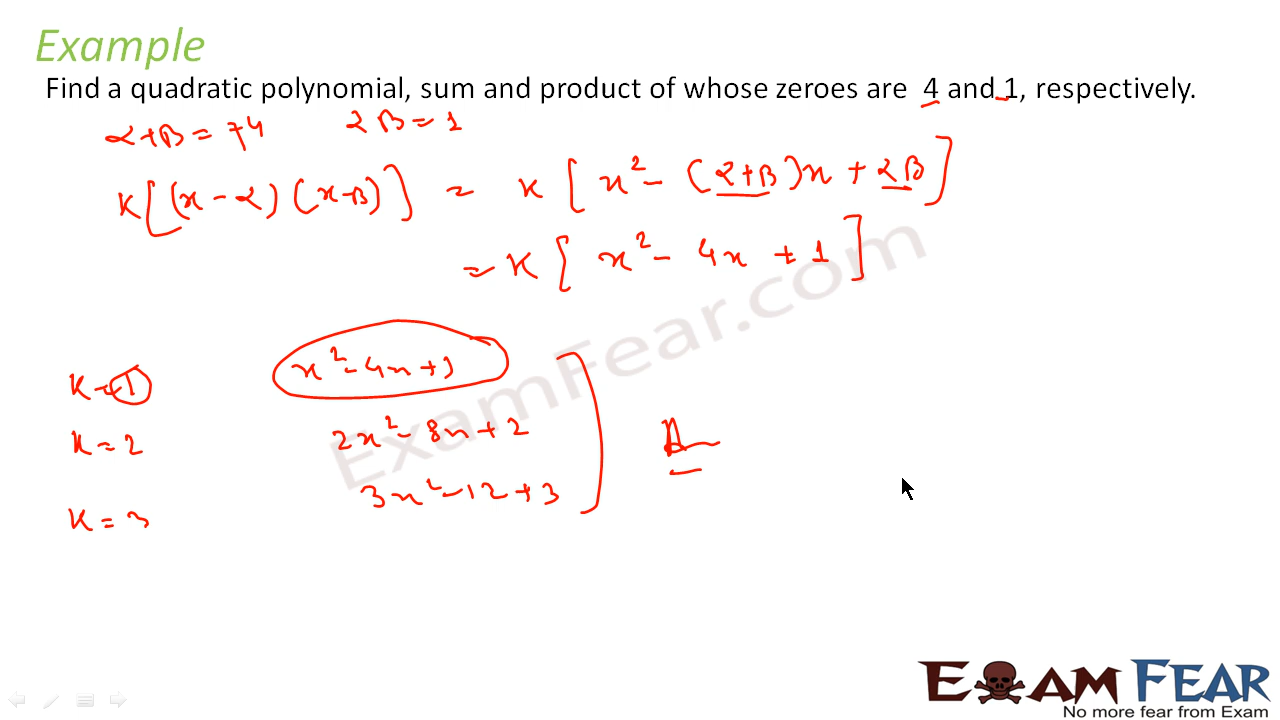 Example
Find a quadratic polynomial, sum and product of whose zeroes are 4 and 1, respectively.
α+β = 4 αβ = 1
K[(x - α) (x-β)] = K[x² - (α+β)x + αβ]
= K[x² - 4x + 1]
K=1 x²-4x+1
K=2 2x²-8x+2
K=3 3x²-12+3
ExamFear.com
EXAM FEAR
No more fear from Exam